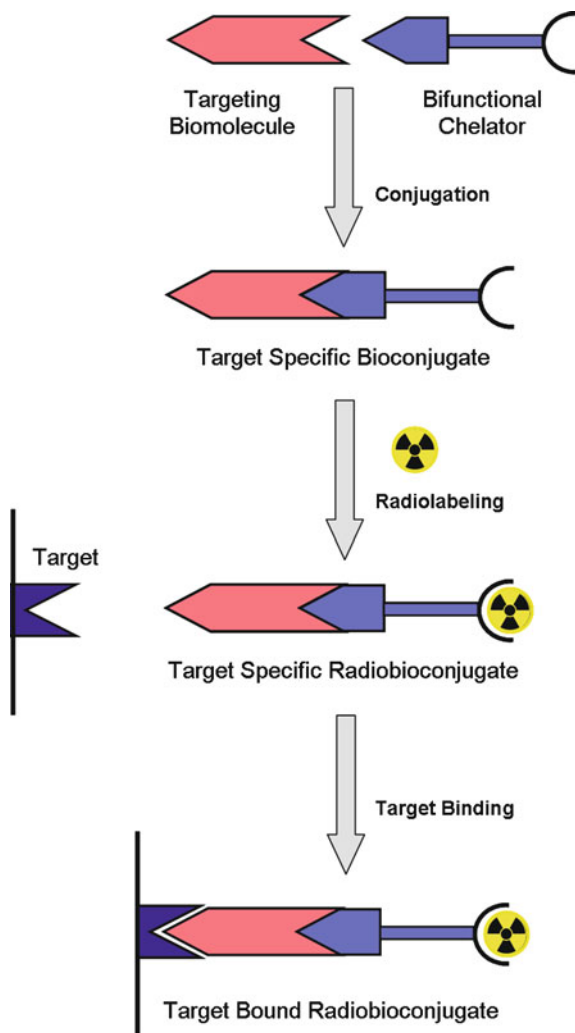 Targeting
Biomolecule
Bifunctional
Chelator
Conjugation
Target Specific Bioconjugate
Radiolabeling
Target
Target Specific Radiobioconjugate
Target Binding
Target Bound Radiobioconjugate